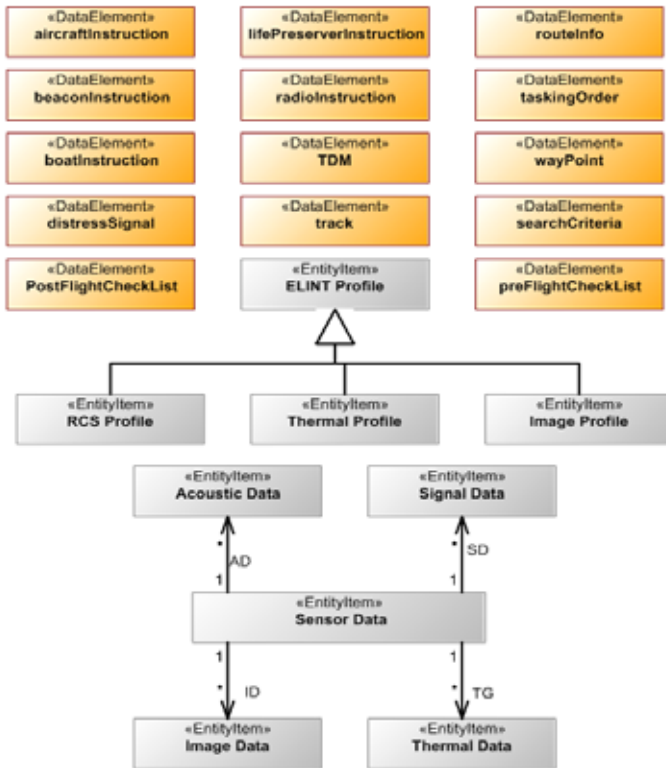 «DataElement»
aircraftInstruction
«DataElement»
lifePreserverInstruction
«DataElement»
routeInfo
«DataElement»
beaconInstruction
«DataElement»
radioInstruction
«DataElement»
taskingOrder
«DataElement»
boatInstruction
«DataElement»
TDM
«DataElement»
wayPoint
«DataElement»
distressSignal
«DataElement»
track
«DataElement»
searchCriteria
«DataElement»
PostFlightCheckList
«EntityItem»
ELINT Profile
«DataElement»
preFlightCheckList
«EntityItem»
RCS Profile
«EntityItem»
Thermal Profile
«EntityItem»
Image Profile
«EntityItem»
Acoustic Data
«EntityItem»
Signal Data
*
AD
1
*
SD
1
«EntityItem»
Sensor Data
1
*
ID
1
*
TG
«EntityItem»
Image Data
«EntityItem»
Thermal Data